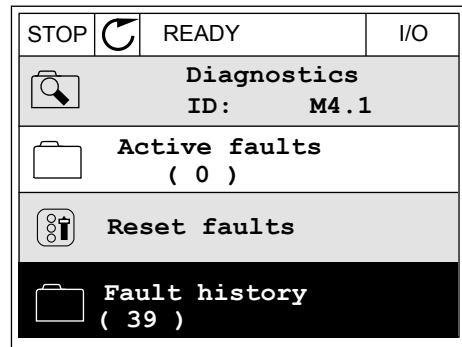 STOP READY I/O
Diagnostics
ID: M4.1
Active faults
( 0 )
Reset faults
Fault history
( 39 )